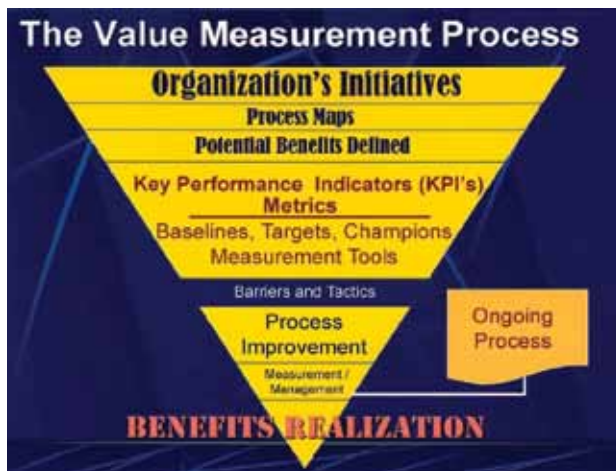 The Value Measurement Process
Organization's Initiatives
Process Maps
Potential Benefits Defined
Key Performance Indicators (KPI's)
Metrics
Baselines, Targets, Champions
Measurement Tools
Barriers and Tactics
Process
Improvement
Measurement /
Management
Ongoing
Process
BENEFITS REALIZATION